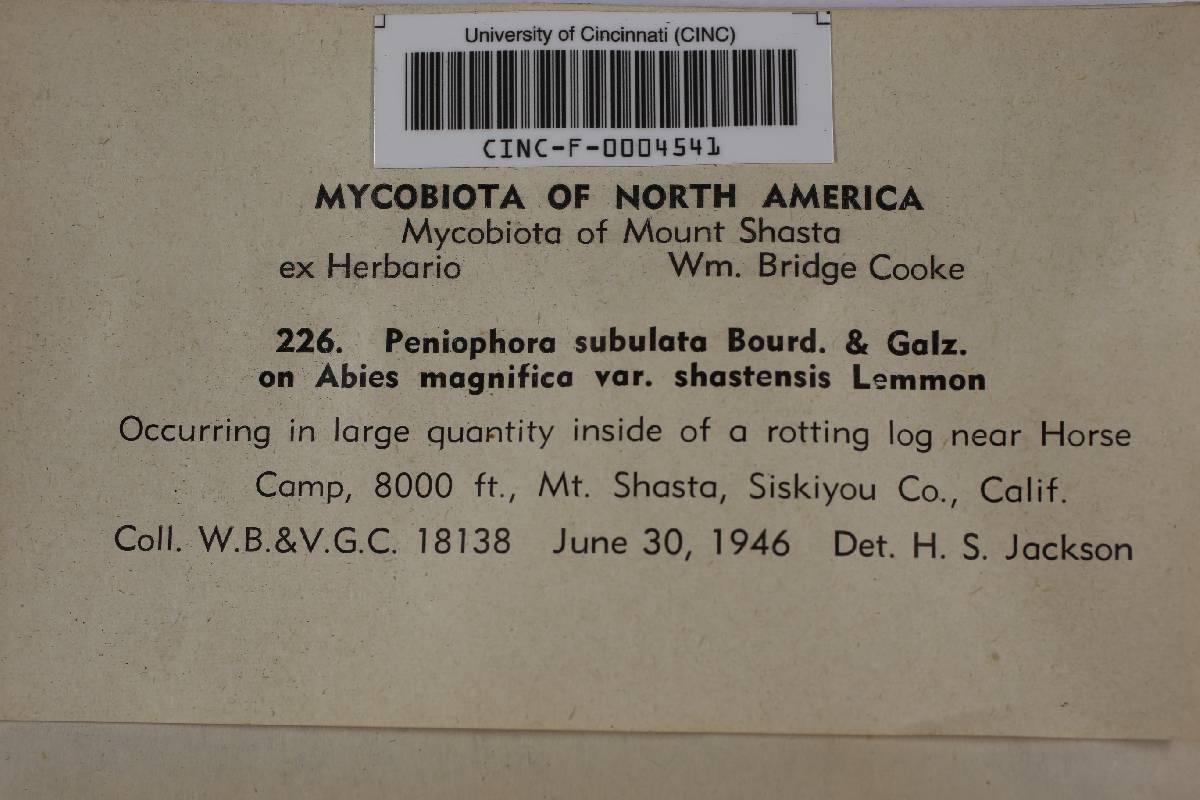 University of Cincinnati (CINC)
CINC-F-0004541
MYCOBIOTA OF NORTH AMERICA
Mycobiota of Mount Shasta
ex Herbario Wm. Bridge Cooke
226. Peniophora subulata Bourd. & Galz.
on Abies magnifica var. shastensis Lemmon
Occurring in large quantity inside of a rotting log near Horse
Camp, 8000 ft., Mt. Shasta, Siskiyou Co., Calif.
Coll. W.B.&V.G.C. 18138 June 30, 1946 Det. H. S. Jackson